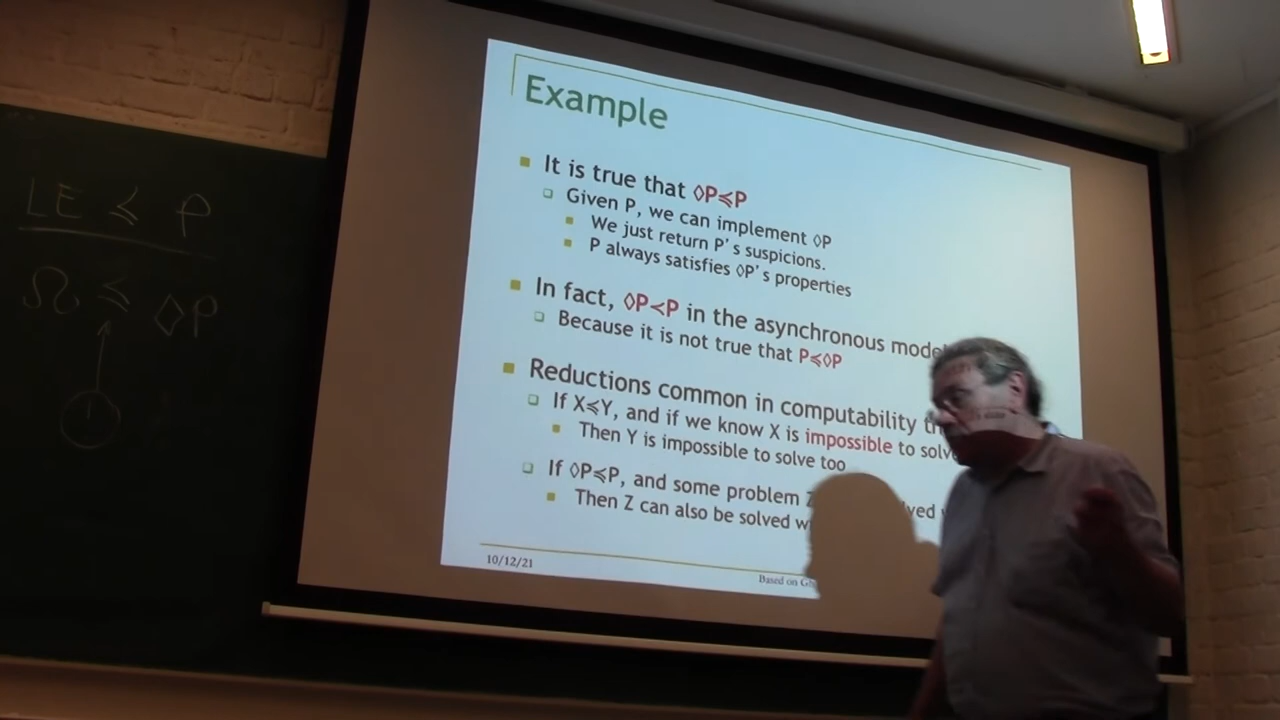 LE ≼ P
Ω ≼ ◊P
1
Example
It is true that ◊P≼P
Given P, we can implement ◊P
We just return P's suspicions.
P always satisfies ◊P's properties
In fact, ◊P≺P in the asynchronous mode
Because it is not true that P≼◊P
Reductions common in computability th
If X≼Y, and if we know X is impossible to solve
Then Y is impossible to solve too
If ◊P≼P, and some problem Z
Then Z can also be solved w
10/12/21
Based on